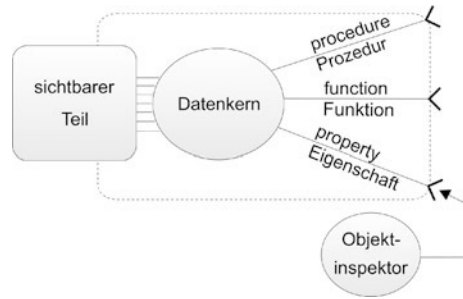 sichtbarer
Teil
Datenkern
procedure
Prozedur
function
Funktion
property
Eigenschaft
Objekt-
inspektor